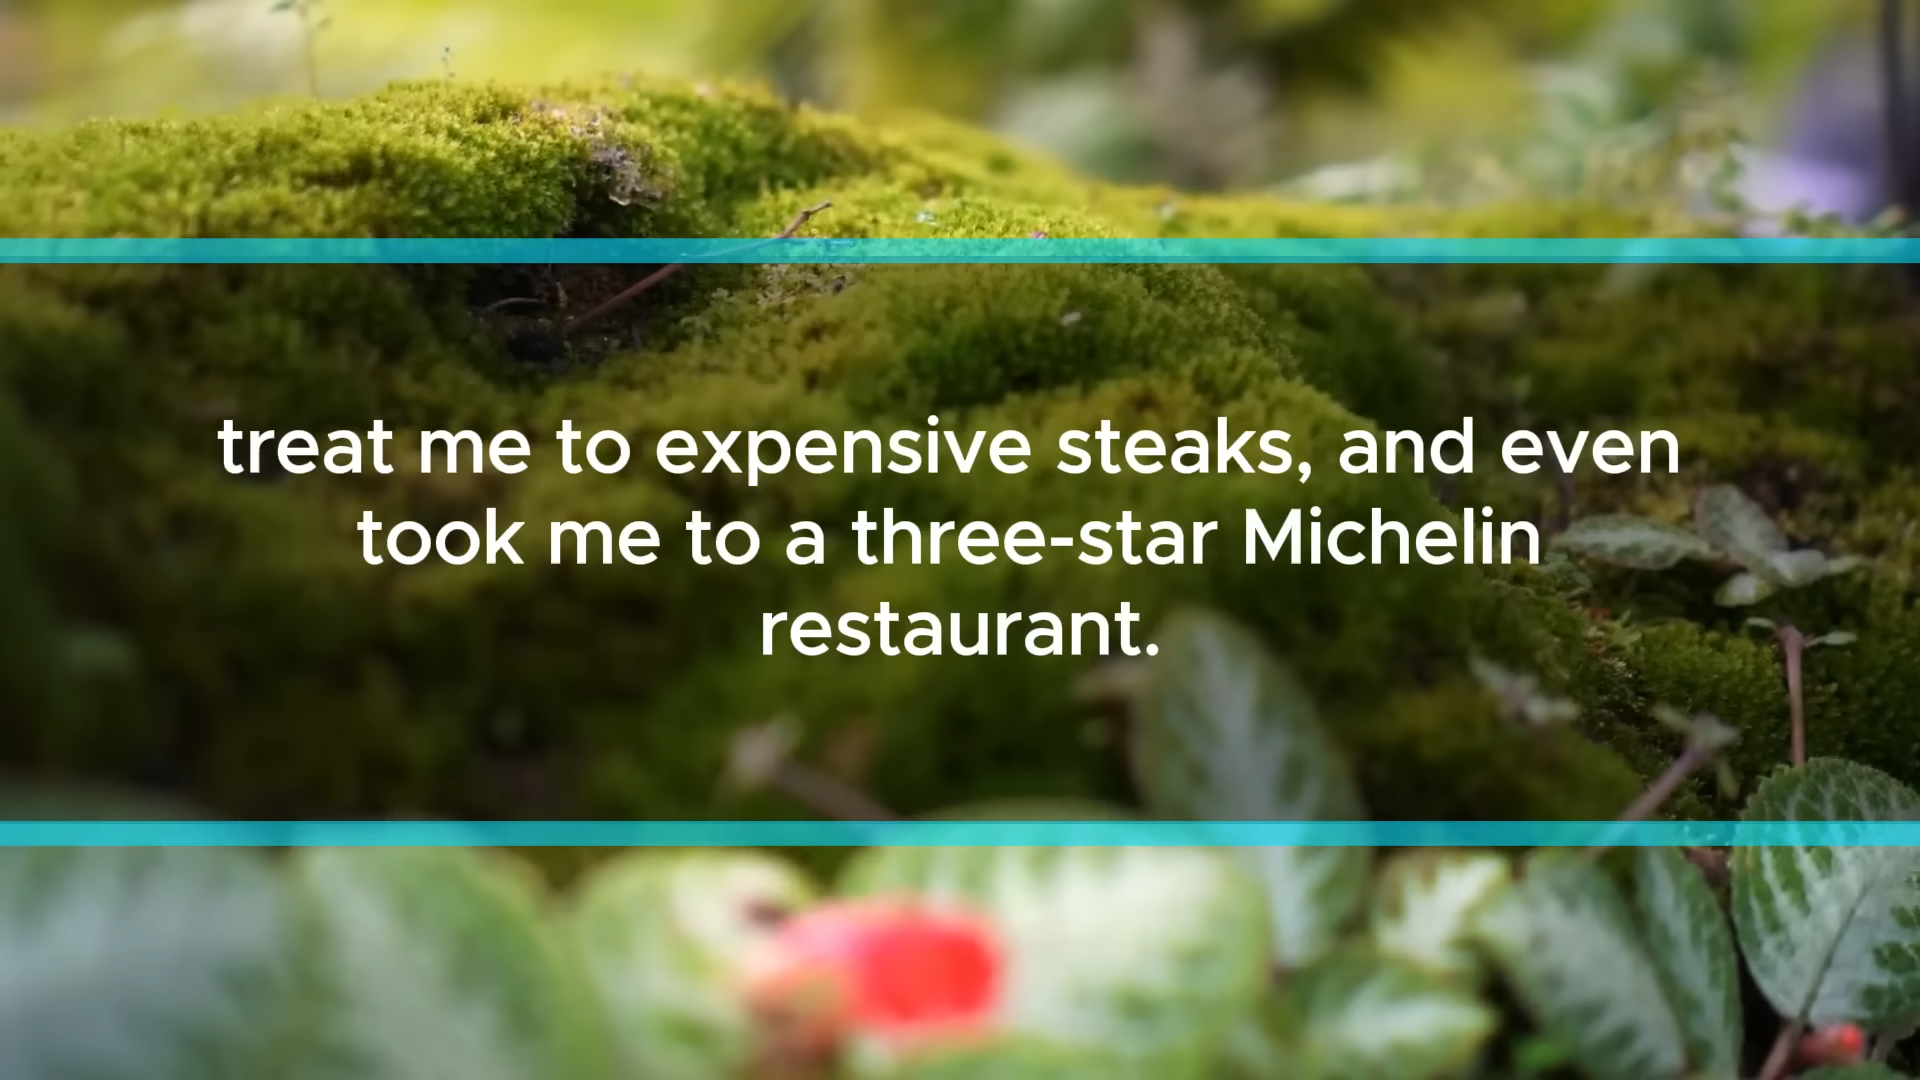 treat me to expensive steaks, and even
took me to a three-star Michelin
restaurant.